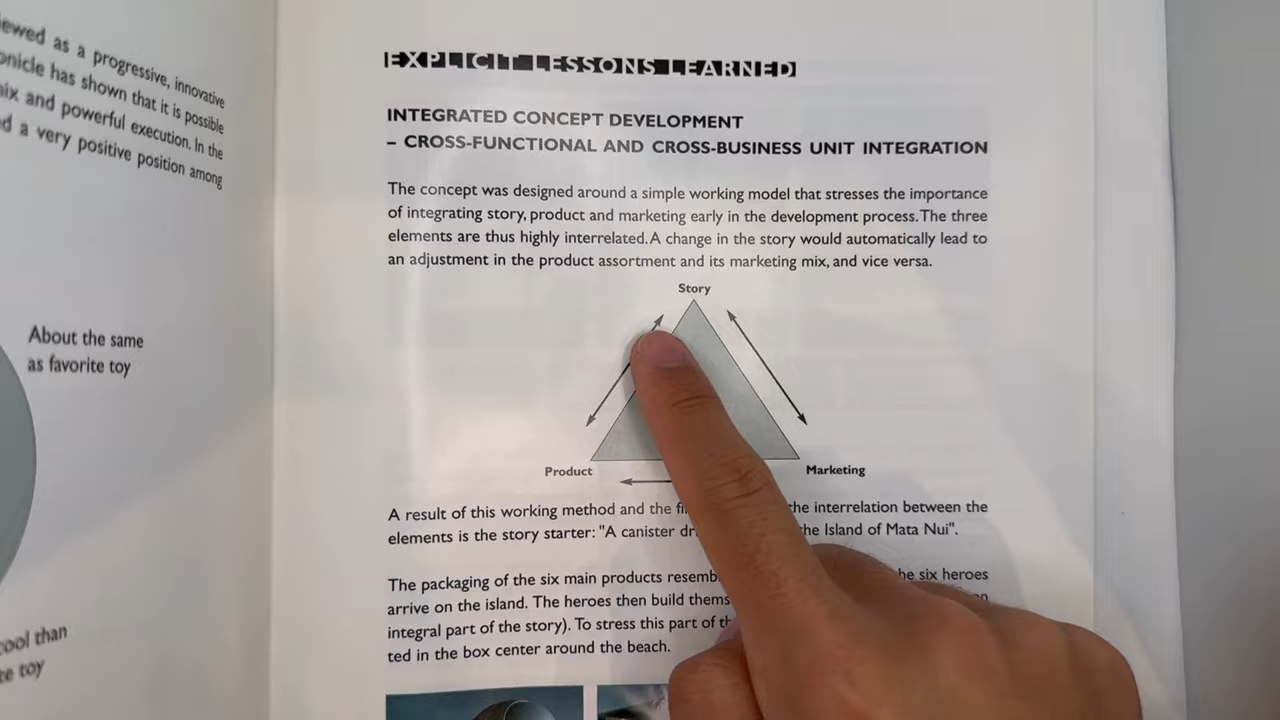 ewed as a progressive, innovative
onicle has shown that it is possible
mix and powerful execution. In the
d a very positive position among
About the same
as favorite toy
cool than
te toy
EXPLICIT LESSONS LEARNED
INTEGRATED CONCEPT DEVELOPMENT
– CROSS-FUNCTIONAL AND CROSS-BUSINESS UNIT INTEGRATION
The concept was designed around a simple working model that stresses the importance
of integrating story, product and marketing early in the development process. The three
elements are thus highly interrelated. A change in the story would automatically lead to
an adjustment in the product assortment and its marketing mix, and vice versa.
Story
Product
Marketing
A result of this working method and the the interrelation between the
elements is the story starter: "A canister the Island of Mata Nui".
The packaging of the six main products the six heroes
arrive on the island. The heroes then build
integral part of the story). To stress this part of
ted in the box center around the beach.